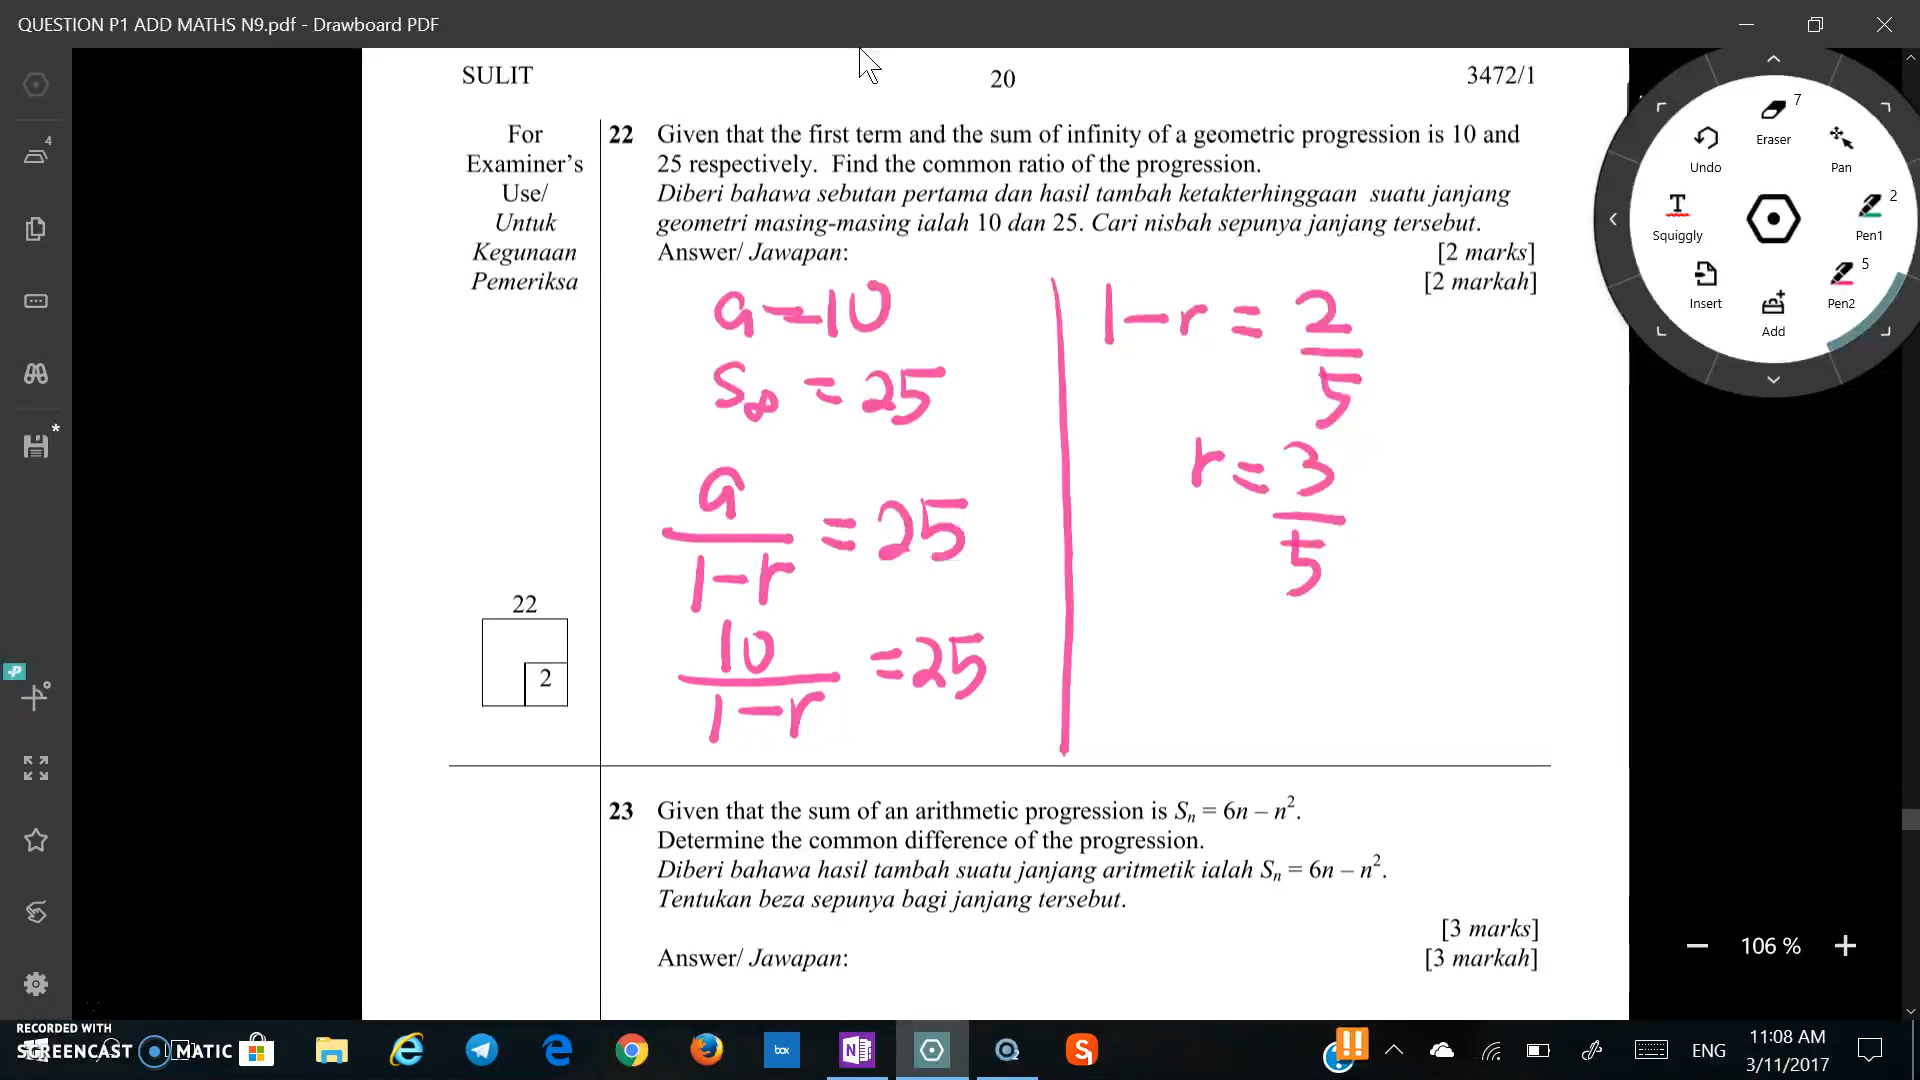 QUESTION P1 ADD MATHS N9.pdf - Drawboard PDF
SULIT
20
3472/1
For
Examiner's
Use/
Untuk
Kegunaan
Pemeriksa
22 Given that the first term and the sum of infinity of a geometric progression is 10 and
25 respectively. Find the common ratio of the progression.
Diberi bahawa sebutan pertama dan hasil tambah ketakterhinggaan suatu janjang
geometri masing-masing ialah 10 dan 25. Cari nisbah sepunya janjang tersebut.
Answer/ Jawapan:
[2 marks]
[2 markah]
a = 10
S∞ = 25
a
1-r
= 25
10
1-r
= 25
1-r = 2
5
r = 3
5
22
2
23 Given that the sum of an arithmetic progression is Sn = 6n – n².
Determine the common difference of the progression.
Diberi bahawa hasil tambah suatu janjang aritmetik ialah Sn = 6n – n².
Tentukan beza sepunya bagi janjang tersebut.
[3 marks]
Answer/ Jawapan:
[3 markah]
7
Eraser
Undo
Pan
T
Squiggly
2
Pen1
5
Pen2
Insert
Add
4
*
P
106 %
RECORDED WITH
SCREENCAST MATIC
box
N
S
ENG
11:08 AM
3/11/2017